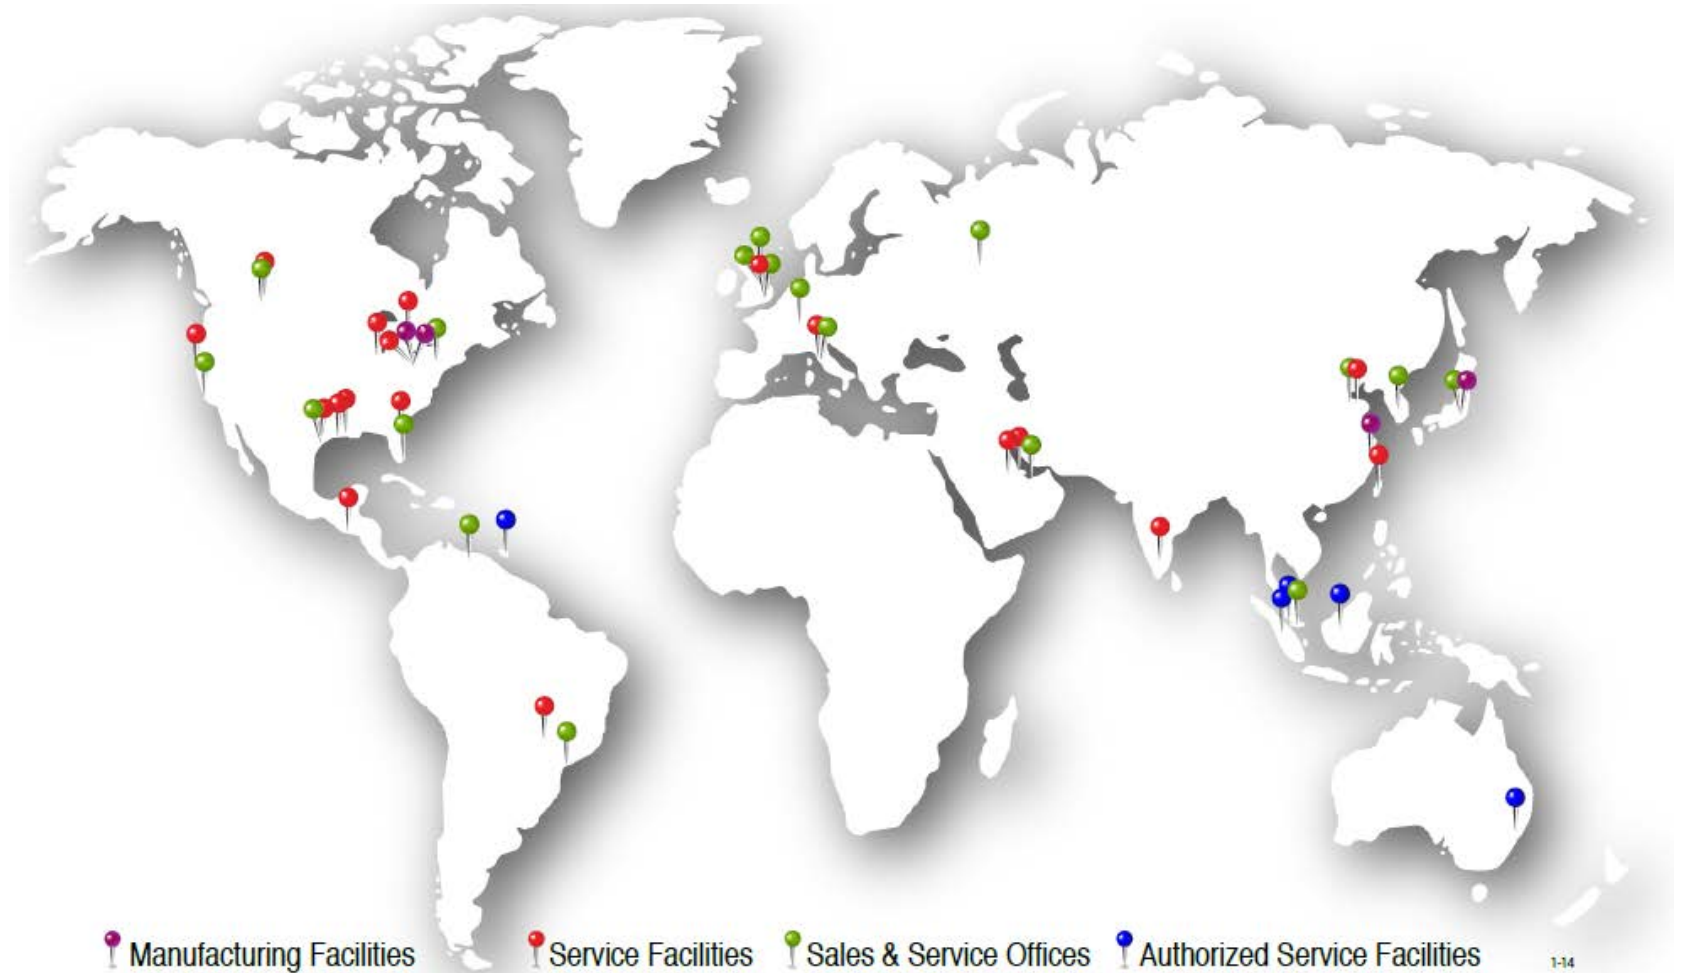 Manufacturing Facilities
Service Facilities
Sales & Service Offices
Authorized Service Facilities
1-14